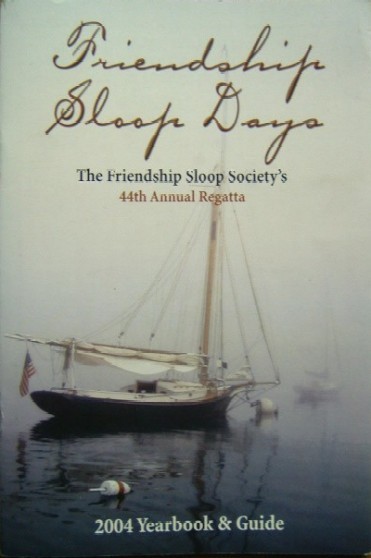 Friendship
Sloop Days
The Friendship Sloop Society's
44th Annual Regatta
2004 Yearbook & Guide